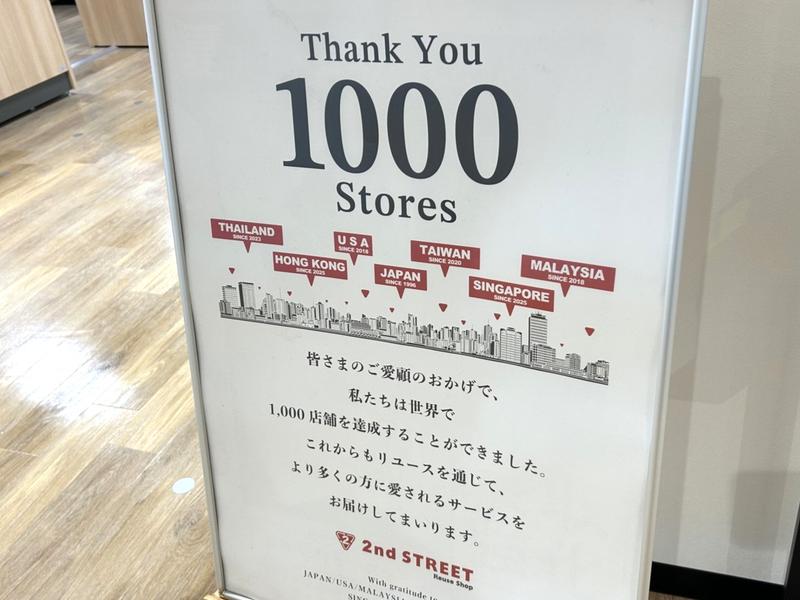 Thank You
1000
Stores
THAILAND
SINCE 2023
USA
SINCE 2018
TAIWAN
SINCE 2020
MALAYSIA
SINCE 2018
HONG KONG
SINCE 2025
JAPAN
SINCE 1996
SINGAPORE
SINCE 2025
皆さまのご愛顧のおかげで、
私たちは世界で
1,000 店舗を達成することができました。
これからもリユースを通じて、
より多くの方に愛されるサービスを
お届けしてまいります。
2 2nd STREET
Reuse Shop
With gratitude to
JAPAN/USA/MALAYSIA